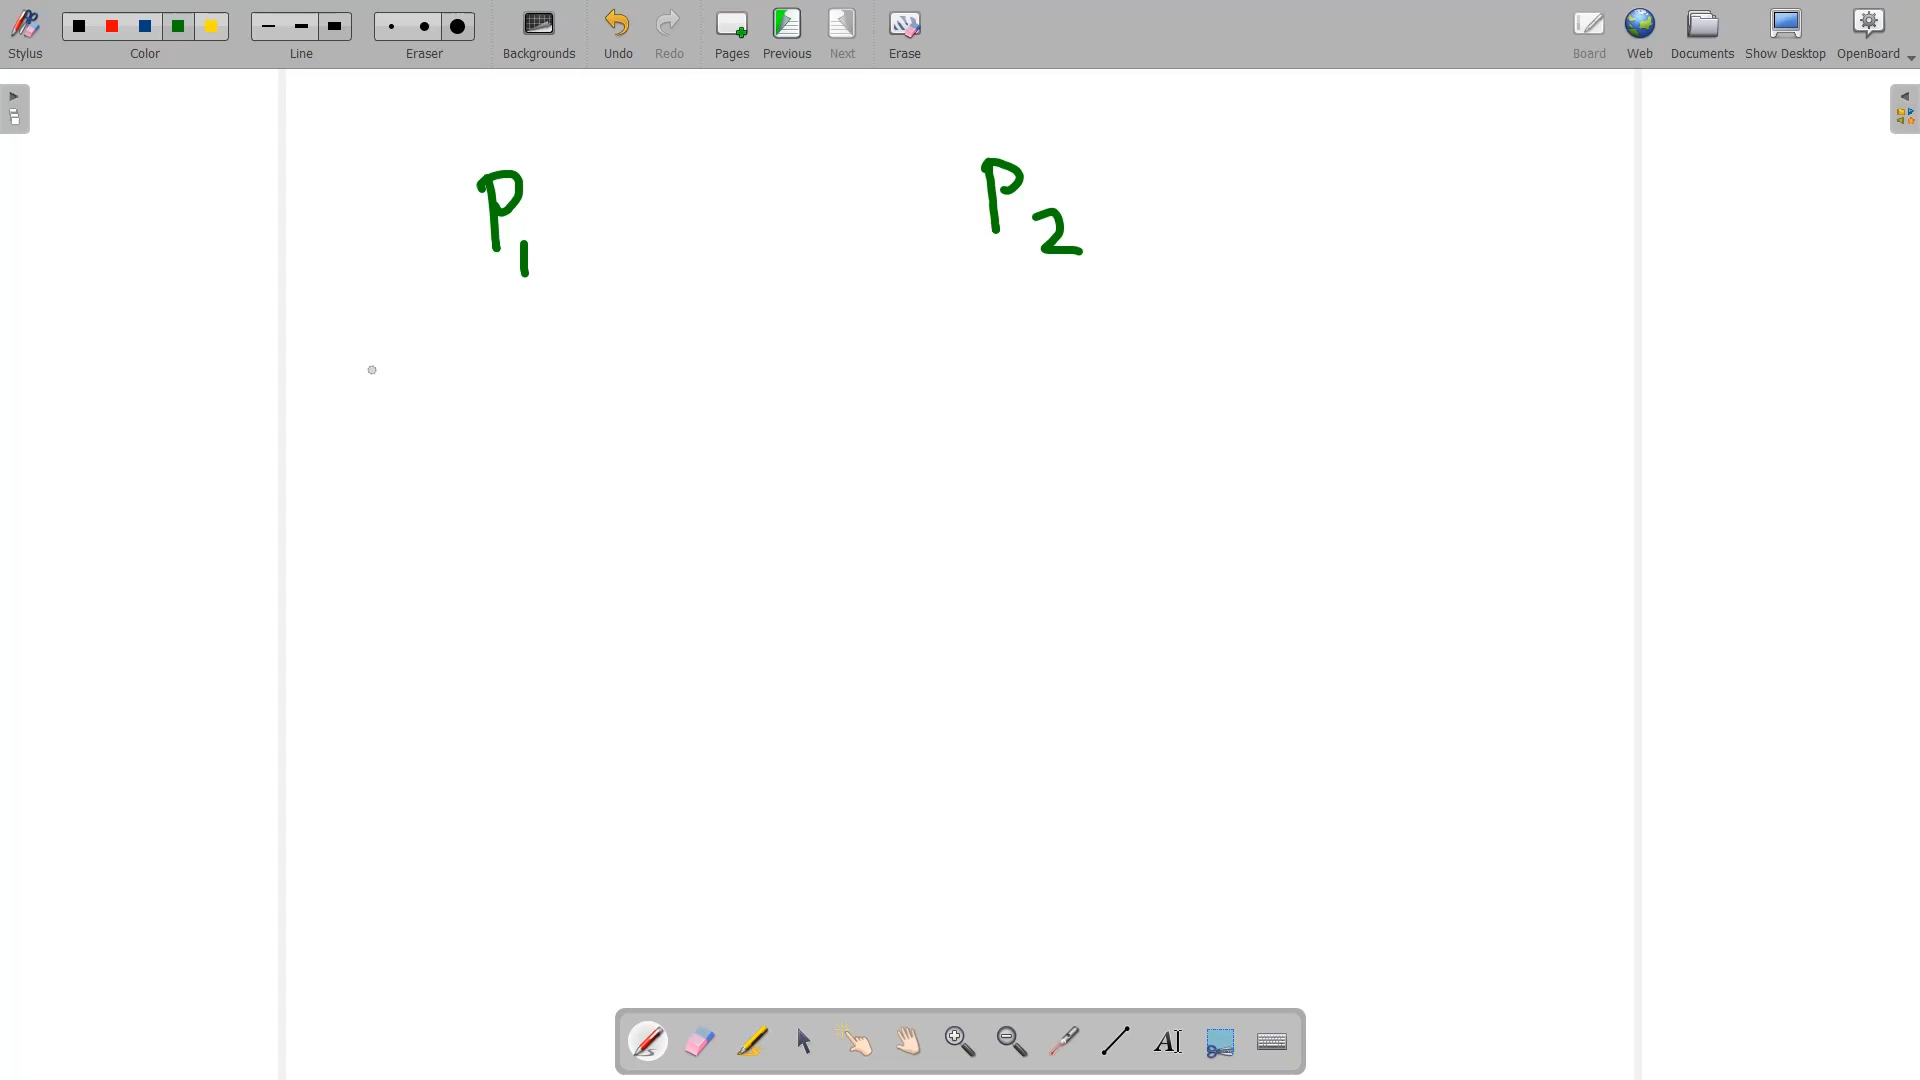 Stylus Color Line Eraser Backgrounds Undo Redo Pages Previous Next Erase Board Web Documents Show Desktop OpenBoard
P1 P2
A